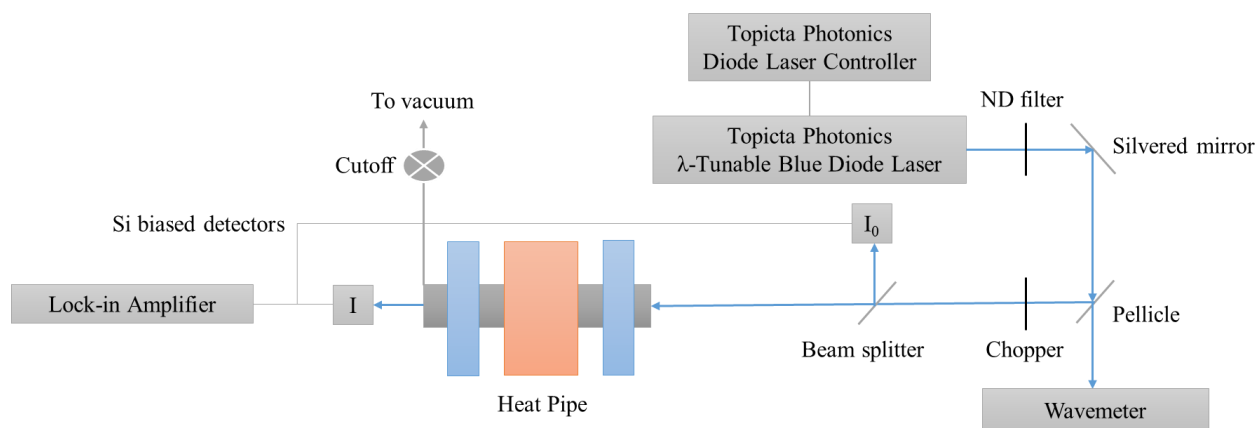 Topicta Photonics
Diode Laser Controller
To vacuum
ND filter
Topicta Photonics
λ-Tunable Blue Diode Laser
Silvered mirror
Cutoff
Si biased detectors
I₀
Lock-in Amplifier
I
Beam splitter
Chopper
Pellicle
Heat Pipe
Wavemeter